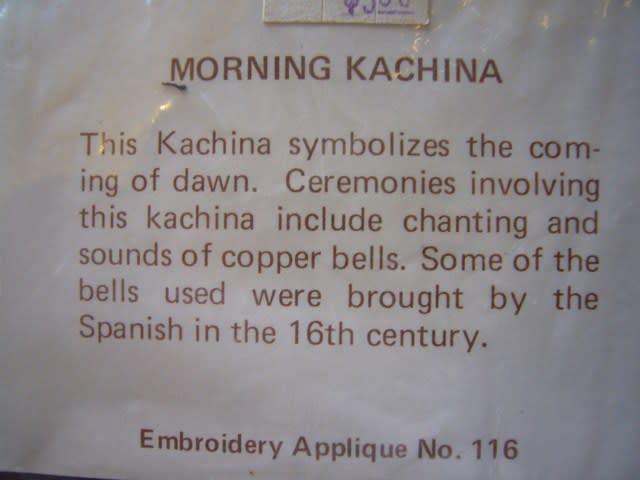 MORNING KACHINA
This Kachina symbolizes the com-
ing of dawn. Ceremonies involving
this kachina include chanting and
sounds of copper bells. Some of the
bells used were brought by the
Spanish in the 16th century.
Embroidery Applique No. 116